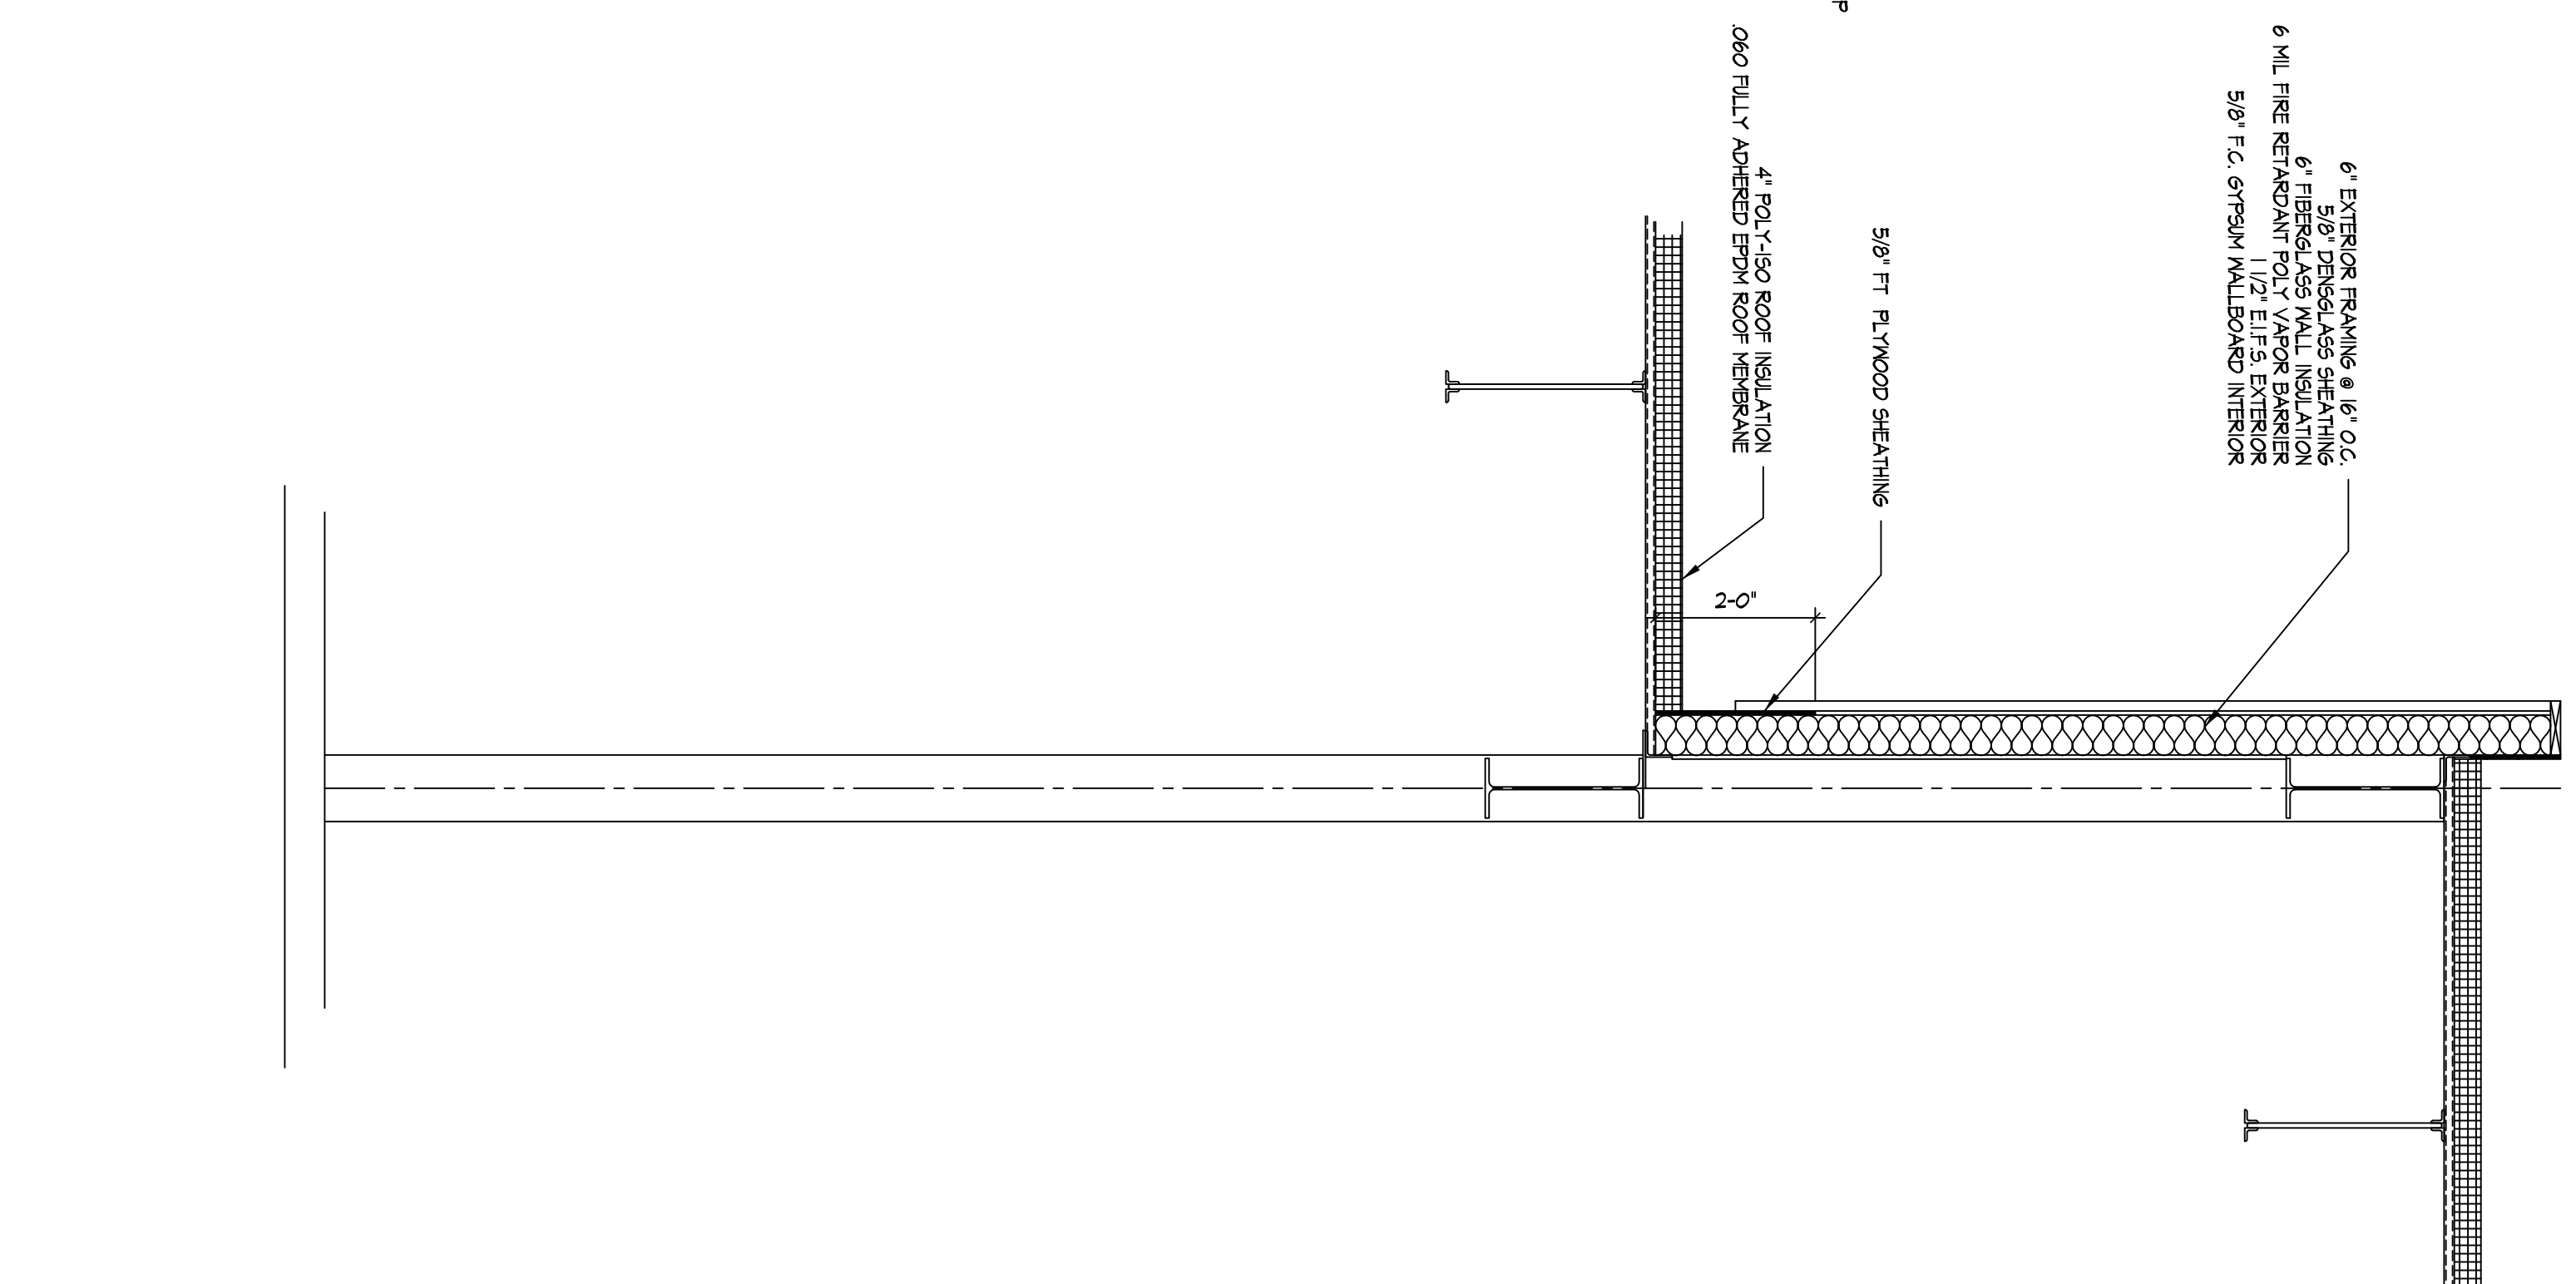 6" EXTERIOR FRAMING @ 16" O.C.
5/8" DENSGLASS SHEATHING
6" FIBERGLASS WALL INSULATION
6 MIL FIRE RETARDANT POLY VAPOR BARRIER
1 1/2" E.I.F.S. EXTERIOR
5/8" F.C. GYPSUM WALLBOARD INTERIOR
5/8" FT PLYWOOD SHEATHING
4" POLY-ISO ROOF INSULATION
.060 FULLY ADHERED EPDM ROOF MEMBRANE
2-0"
P